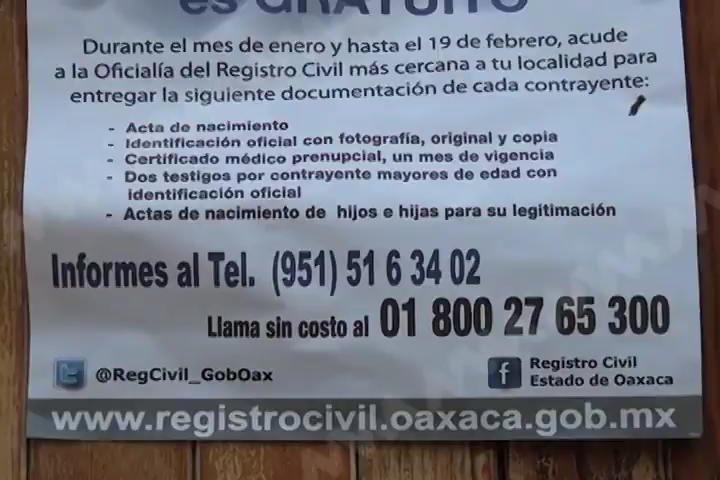 es GRATUITO
Durante el mes de enero y hasta el 19 de febrero, acude
a la Oficialía del Registro Civil más cercana a tu localidad para
entregar la siguiente documentación de cada contrayente:
- Acta de nacimiento
- Identificación oficial con fotografía, original y copia
- Certificado médico prenupcial, un mes de vigencia
- Dos testigos por contrayente mayores de edad con
identificación oficial
- Actas de nacimiento de hijos e hijas para su legitimación
Informes al Tel. (951) 51 6 34 02
Llama sin costo al 01 800 27 65 300
@RegCivil_GobOax
f Registro Civil
Estado de Oaxaca
www.registrocivil.oaxaca.gob.mx